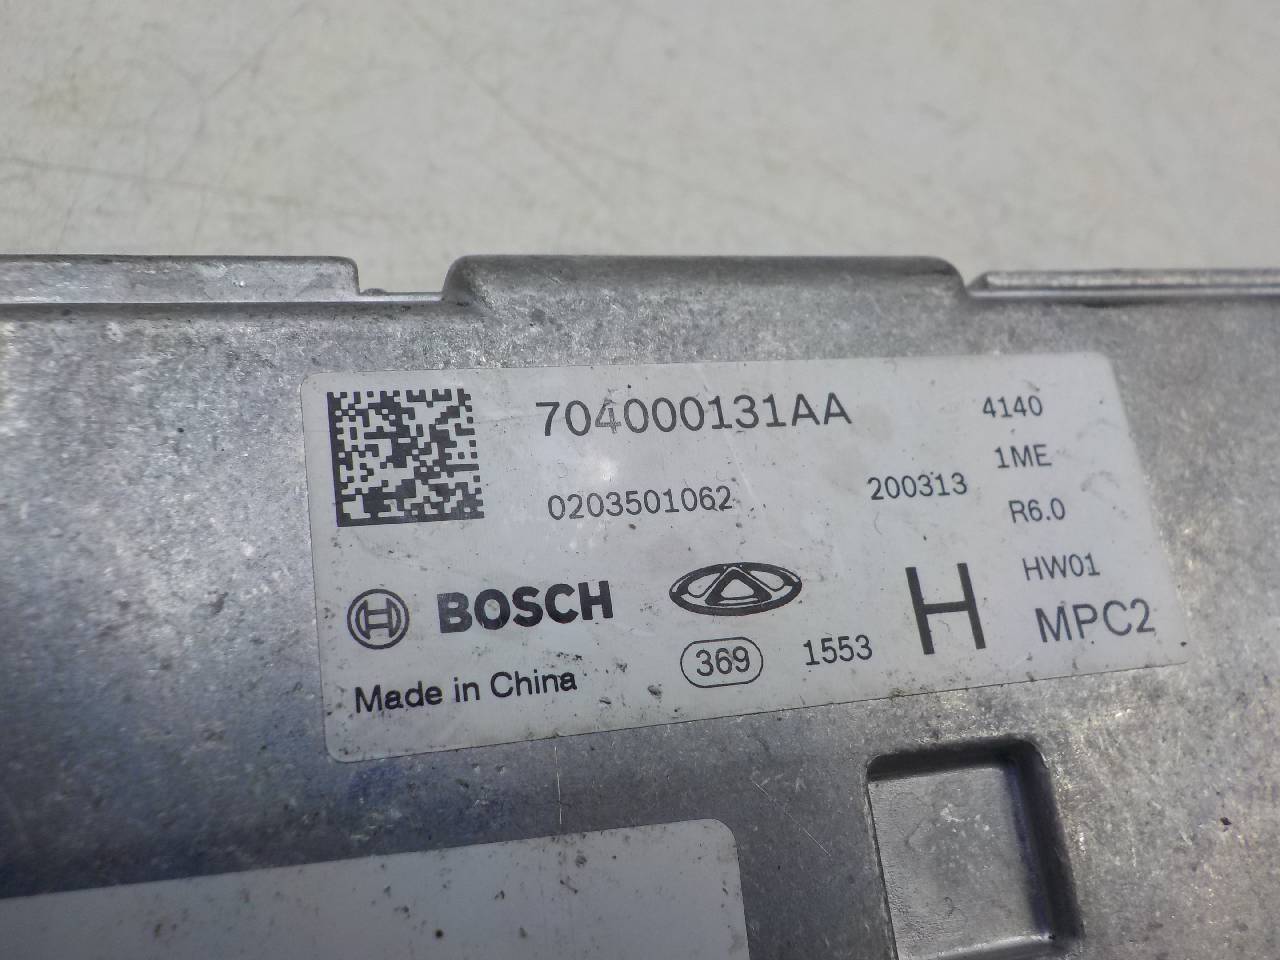 704000131AA
4140
0203501062
200313
1ME
R6.0
BOSCH
H
HW01
Made in China
369
1553
MPC2